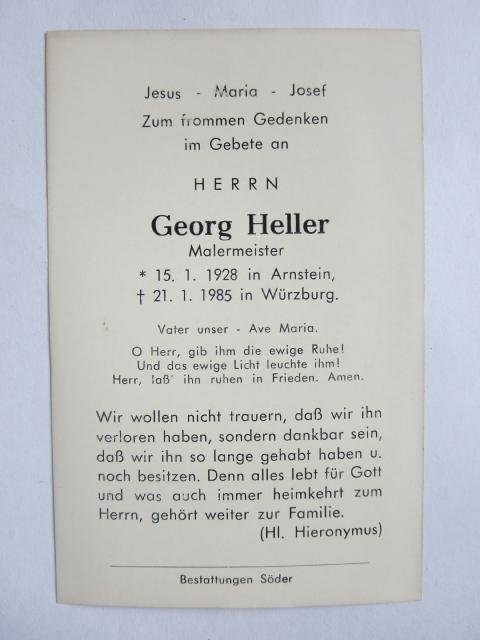 Jesus - Maria - Josef
Zum frommen Gedenken
im Gebete an
HERRN
Georg Heller
Malermeister
* 15. 1. 1928 in Arnstein,
† 21. 1. 1985 in Würzburg.
Vater unser - Ave Maria.
O Herr, gib ihm die ewige Ruhe!
Und das ewige Licht leuchte ihm!
Herr, laß' ihn ruhen in Frieden. Amen.
Wir wollen nicht trauern, daß wir ihn
verloren haben, sondern dankbar sein,
daß wir ihn so lange gehabt haben u.
noch besitzen. Denn alles lebt für Gott
und was auch immer heimkehrt zum
Herrn, gehört weiter zur Familie.
(Hl. Hieronymus)
Bestattungen Söder